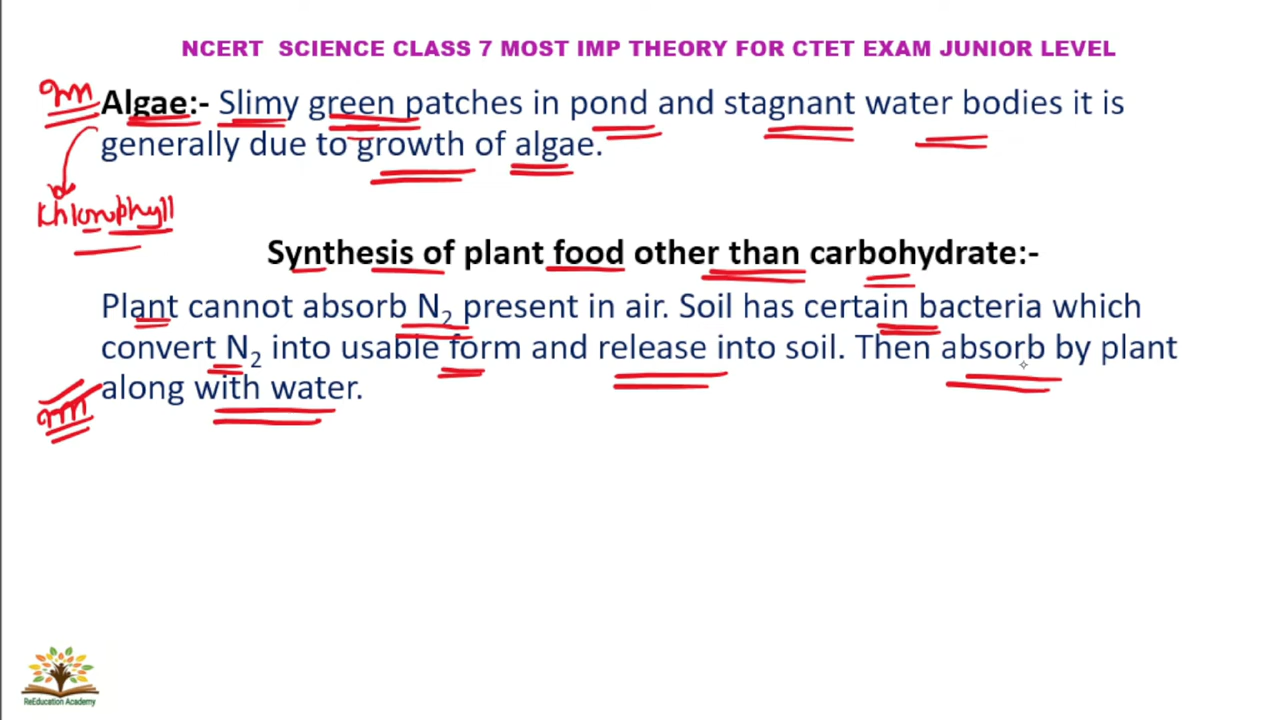 NCERT SCIENCE CLASS 7 MOST IMP THEORY FOR CTET EXAM JUNIOR LEVEL
Algae:- Slimy green patches in pond and stagnant water bodies it is
generally due to growth of algae.
chlorophyll
Synthesis of plant food other than carbohydrate:-
Plant cannot absorb N₂ present in air. Soil has certain bacteria which
convert N₂ into usable form and release into soil. Then absorb by plant
along with water.
ReEducation Academy